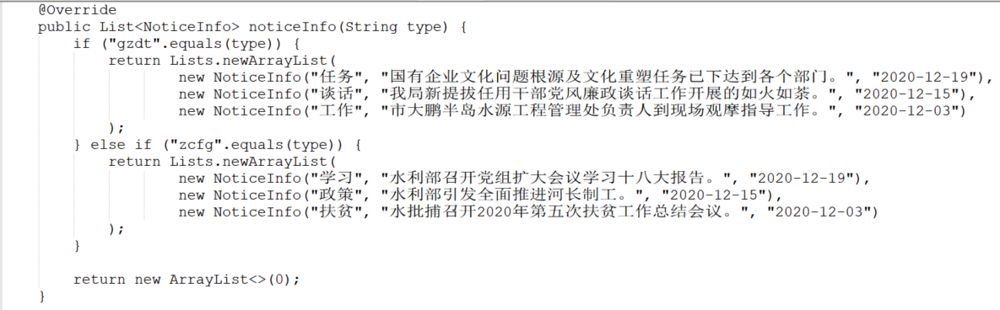 @Override
public List<NoticeInfo> noticeInfo(String type) {
if ("gzdt".equals(type)) {
return Lists.newArrayList(
new NoticeInfo("任务", "国有企业文化问题根源及文化重塑任务已下达到各个部门。", "2020-12-19"),
new NoticeInfo("谈话", "我局新提拔任用干部党风廉政谈话工作开展的如火如荼。", "2020-12-15"),
new NoticeInfo("工作", "市大鹏半岛水源工程管理处负责人到现场观摩指导工作。", "2020-12-03")
);
} else if ("zcfg".equals(type)) {
return Lists.newArrayList(
new NoticeInfo("学习", "水利部召开党组扩大会议学习十八大报告。", "2020-12-19"),
new NoticeInfo("政策", "水利部引发全面推进河长制工。", "2020-12-15"),
new NoticeInfo("扶贫", "水批捕召开2020年第五次扶贫工作总结会议。", "2020-12-03")
);
}
return new ArrayList<>(0);
}